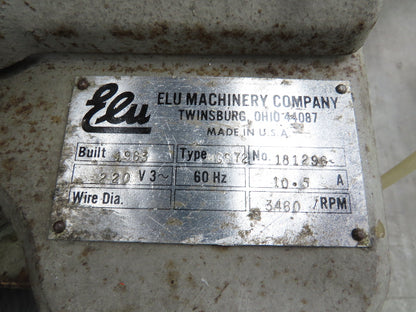 Elu
ELU MACHINERY COMPANY
TWINSBURG, OHIO 44087
MADE IN U.S.A
Built 1963 Type No. 181296
220 V 3~ 60 Hz 10.5 A
Wire Dia. 3460 /RPM